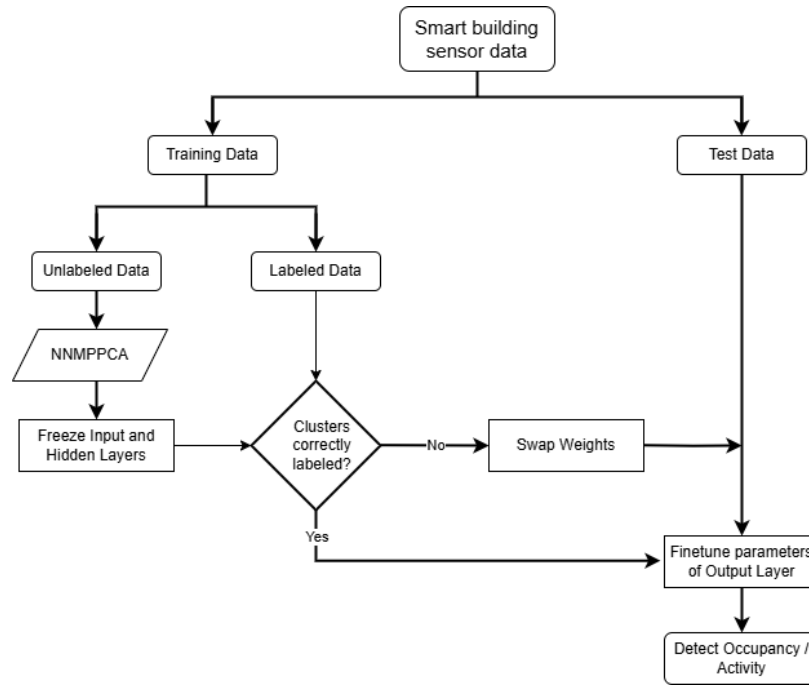 Smart building
sensor data
Training Data
Test Data
Unlabeled Data
Labeled Data
NNMPPCA
Freeze Input and
Hidden Layers
Clusters
correctly
labeled?
No
Swap Weights
Yes
Finetune parameters
of Output Layer
Detect Occupancy /
Activity